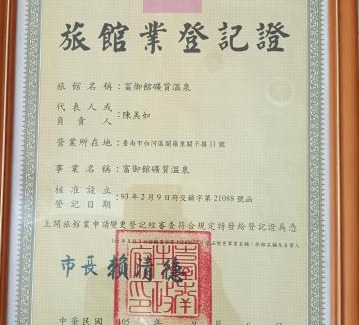 旅館業登記證
旅館名稱：富御館礦質溫泉
代表人或
負責人：陳美如
營業所在地：臺南市白河區關嶺里關子嶺11號
事業名稱：富御館礦質溫泉
核准設立
登記日期：93年2月9日府交觀字第21088號函
上開旅館業申請變更登記經審查符合規定特發給登記證為憑
市長 賴清德
中華民國